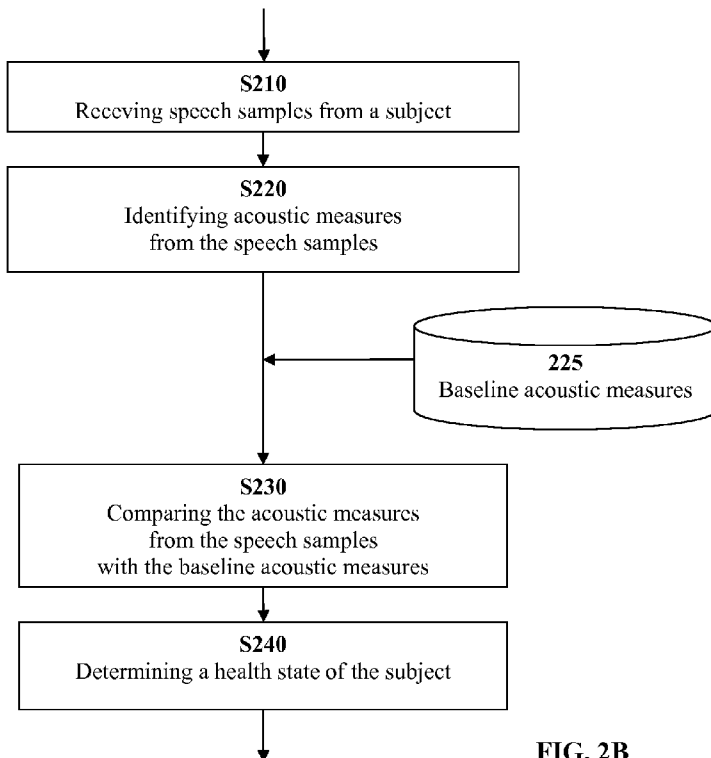 S210
Receving speech samples from a subject
S220
Identifying acoustic measures
from the speech samples
225
Baseline acoustic measures
S230
Comparing the acoustic measures
from the speech samples
with the baseline acoustic measures
S240
Determining a health state of the subject
FIG. 2B